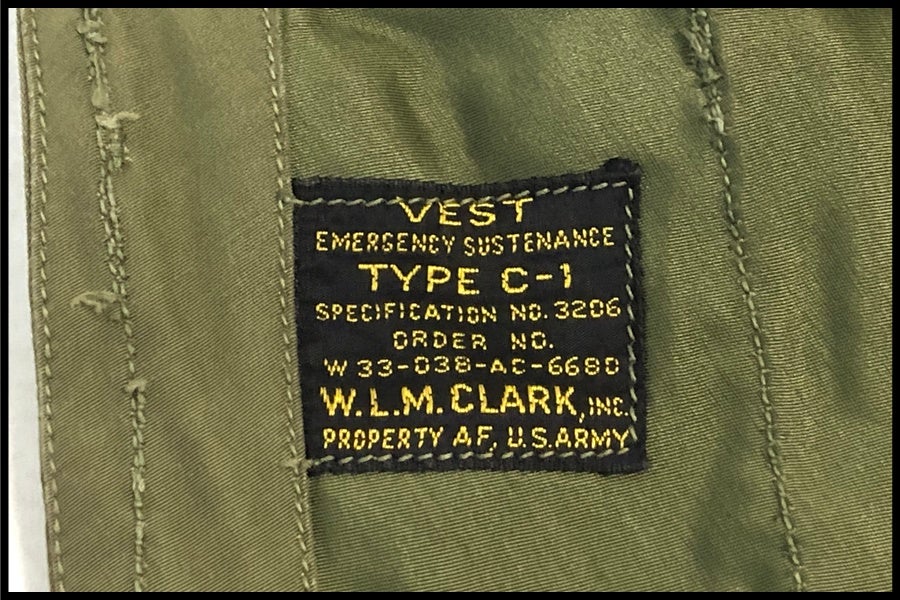 VEST
EMERGENCY SUSTENANCE
TYPE C-1
SPECIFICATION NO. 3206
ORDER NO.
W 33-038-AC-6680
W.L.M. CLARK, INC.
PROPERTY AF, U.S. ARMY